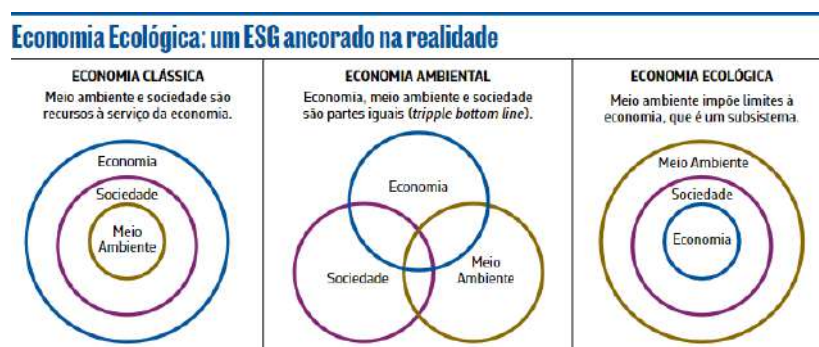 Economia Ecológica: um ESG ancorado na realidade
ECONOMIA CLÁSSICA
Meio ambiente e sociedade são
recursos à serviço da economia.
Economia
Sociedade
Meio
Ambiente
ECONOMIA AMBIENTAL
Economia, meio ambiente e sociedade
são partes iguais (tripple bottom line).
Economia
Sociedade
Meio
Ambiente
ECONOMIA ECOLÓGICA
Meio ambiente impõe limites à
economia, que é um subsistema.
Meio Ambiente
Sociedade
Economia